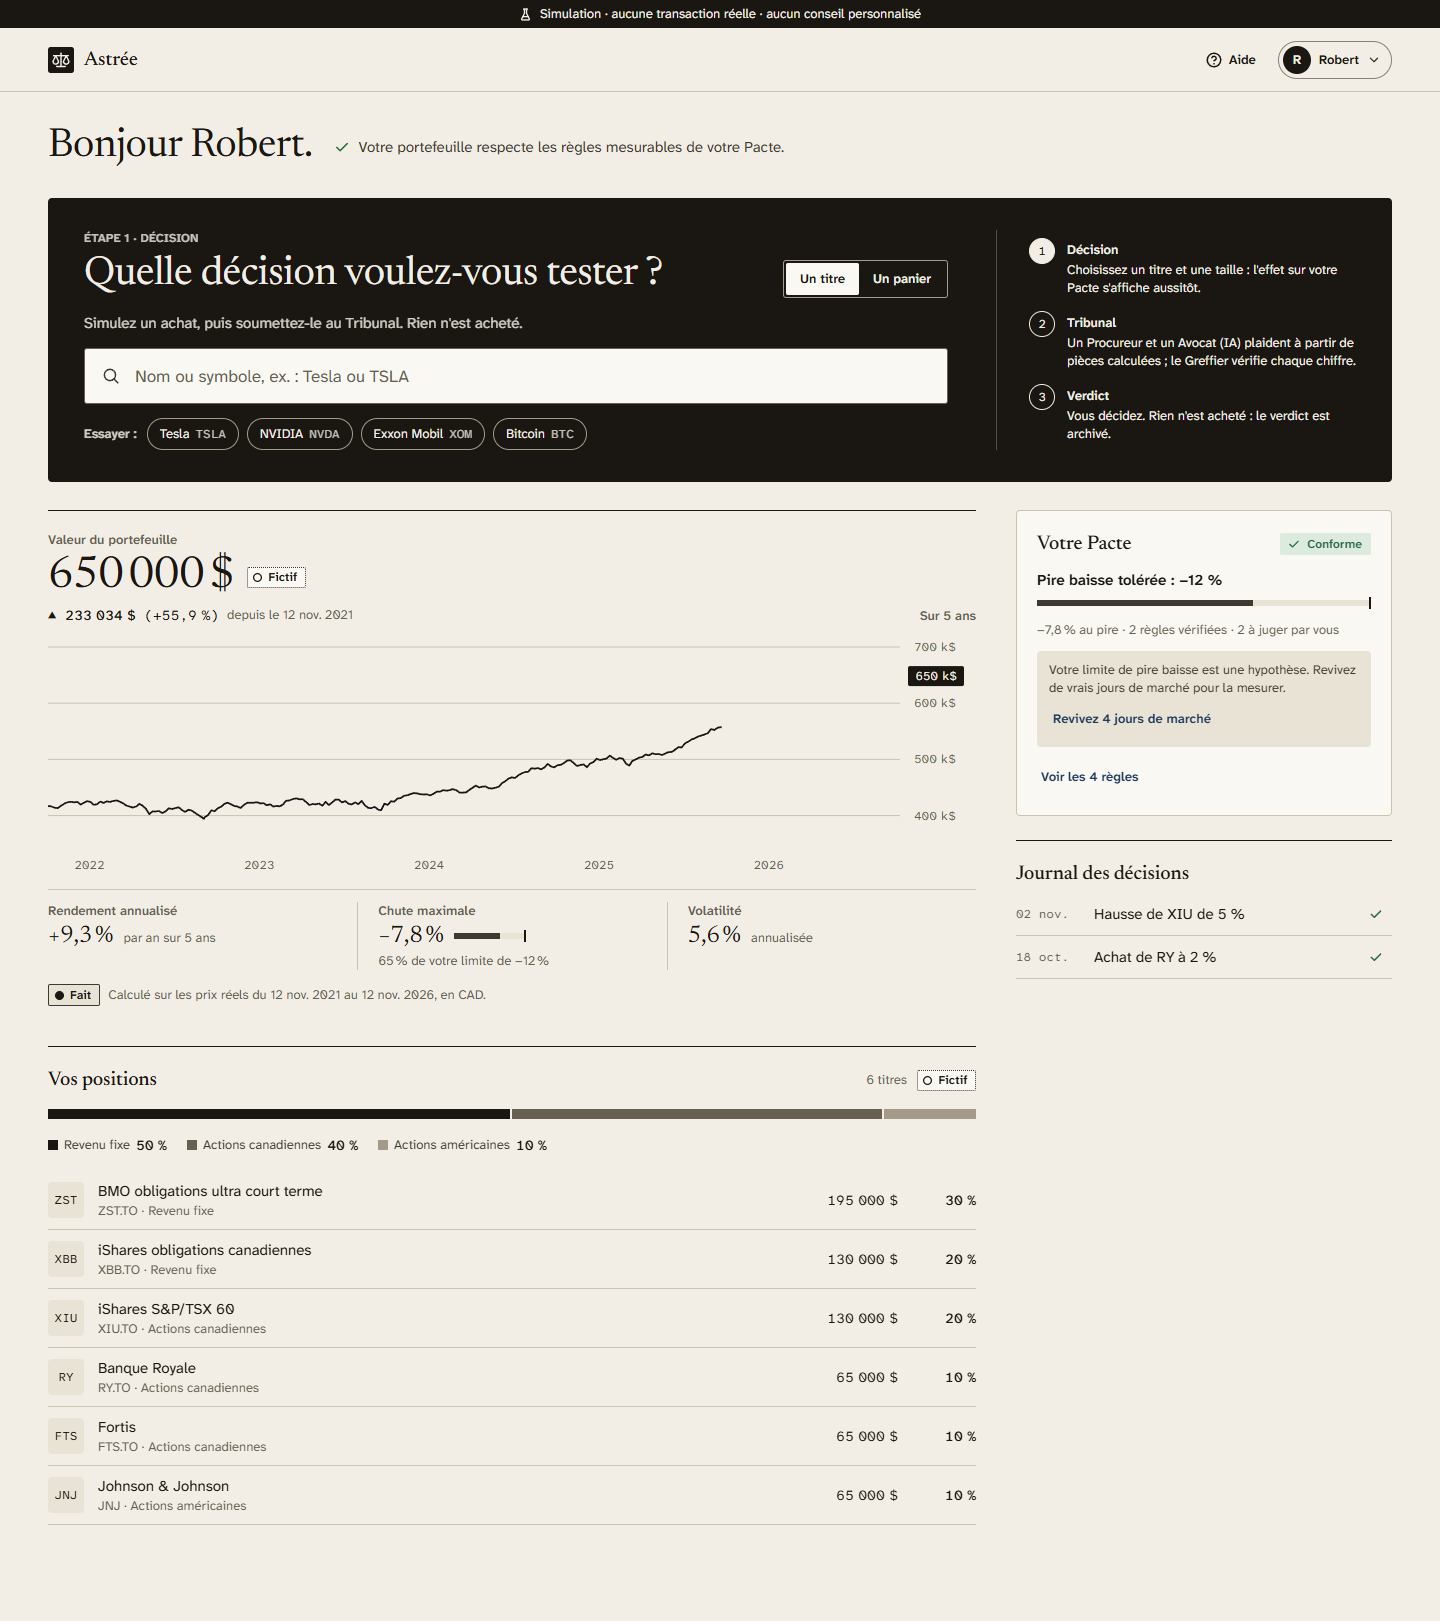 Simulation · aucune transaction réelle · aucun conseil personnalisé
Astrée
Aide
R Robert
Bonjour Robert.
Votre portefeuille respecte les règles mesurables de votre Pacte.
ÉTAPE 1 · DÉCISION
Quelle décision voulez-vous tester ?
Un titre Un panier
Simulez un achat, puis soumettez-le au Tribunal. Rien n'est acheté.
Nom ou symbole, ex. : Tesla ou TSLA
Essayer : Tesla TSLA NVIDIA NVDA Exxon Mobil XOM Bitcoin BTC
1 Décision
Choisissez un titre et une taille : l'effet sur votre
Pacte s'affiche aussitôt.
2 Tribunal
Un Procureur et un Avocat (IA) plaident à partir de
pièces calculées ; le Greffier vérifie chaque chiffre.
3 Verdict
Vous décidez. Rien n'est acheté : le verdict est
archivé.
Valeur du portefeuille
650 000 $ Fictif
▲ 233 034 $ (+55,9 %) depuis le 12 nov. 2021
Sur 5 ans
700 k$
650 k$
600 k$
500 k$
400 k$
2022 2023 2024 2025 2026
Rendement annualisé
+9,3 % par an sur 5 ans
Chute maximale
−7,8 %
65 % de votre limite de −12 %
Volatilité
5,6 % annualisée
Fait Calculé sur les prix réels du 12 nov. 2021 au 12 nov. 2026, en CAD.
Votre Pacte
Conforme
Pire baisse tolérée : −12 %
−7,8 % au pire · 2 règles vérifiées · 2 à juger par vous
Votre limite de pire baisse est une hypothèse. Revivez
de vrais jours de marché pour la mesurer.
Revivez 4 jours de marché
Voir les 4 règles
Journal des décisions
02 nov. Hausse de XIU de 5 %
18 oct. Achat de RY à 2 %
Vos positions
6 titres Fictif
Revenu fixe 50 % Actions canadiennes 40 % Actions américaines 10 %
ZST BMO obligations ultra court terme 195 000 $ 30 %
ZST.TO · Revenu fixe
XBB iShares obligations canadiennes 130 000 $ 20 %
XBB.TO · Revenu fixe
XIU iShares S&P/TSX 60 130 000 $ 20 %
XIU.TO · Actions canadiennes
RY Banque Royale 65 000 $ 10 %
RY.TO · Actions canadiennes
FTS Fortis 65 000 $ 10 %
FTS.TO · Actions canadiennes
JNJ Johnson & Johnson 65 000 $ 10 %
JNJ · Actions américaines